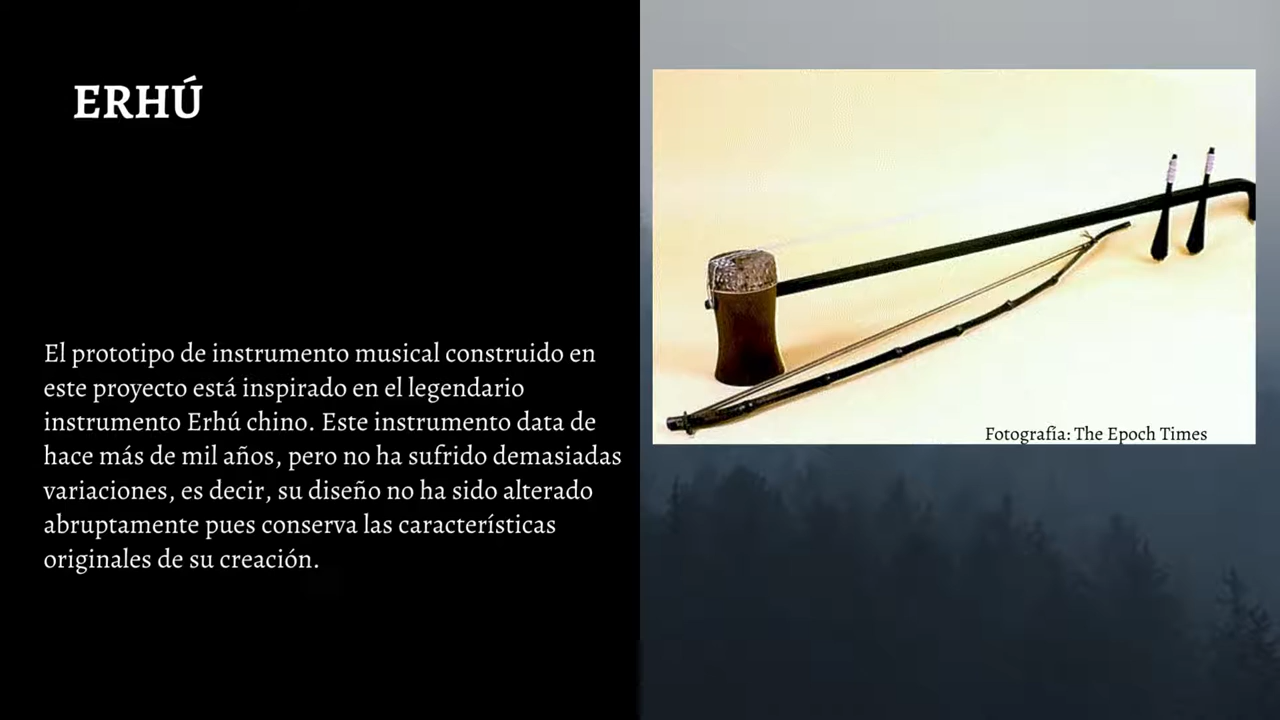 ERHÚ
El prototipo de instrumento musical construido en
este proyecto está inspirado en el legendario
instrumento Erhú chino. Este instrumento data de
hace más de mil años, pero no ha sufrido demasiadas
variaciones, es decir, su diseño no ha sido alterado
abruptamente pues conserva las características
originales de su creación.
Fotografía: The Epoch Times